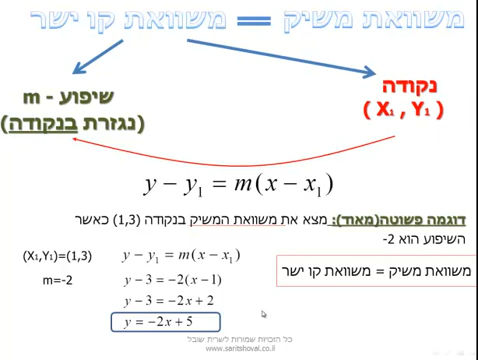 משוואת משיק = משוואת קו ישר
נקודה
( X₁ , Y₁ )
שיפוע - m
(נגזרת בנקודה)
y − y₁ = m(x − x₁)
דוגמה פשוטה(מאוד): מצא את משוואת המשיק בנקודה (1,3) כאשר
השיפוע הוא 2-
(X₁,Y₁)=(1,3)
y − y₁ = m(x − x₁)
m=-2
y − 3 = −2(x − 1)
y − 3 = −2x + 2
y = −2x + 5
משוואת משיק = משוואת קו ישר
כל הזכויות שמורות לשרית שובל
www.saritshoval.co.il